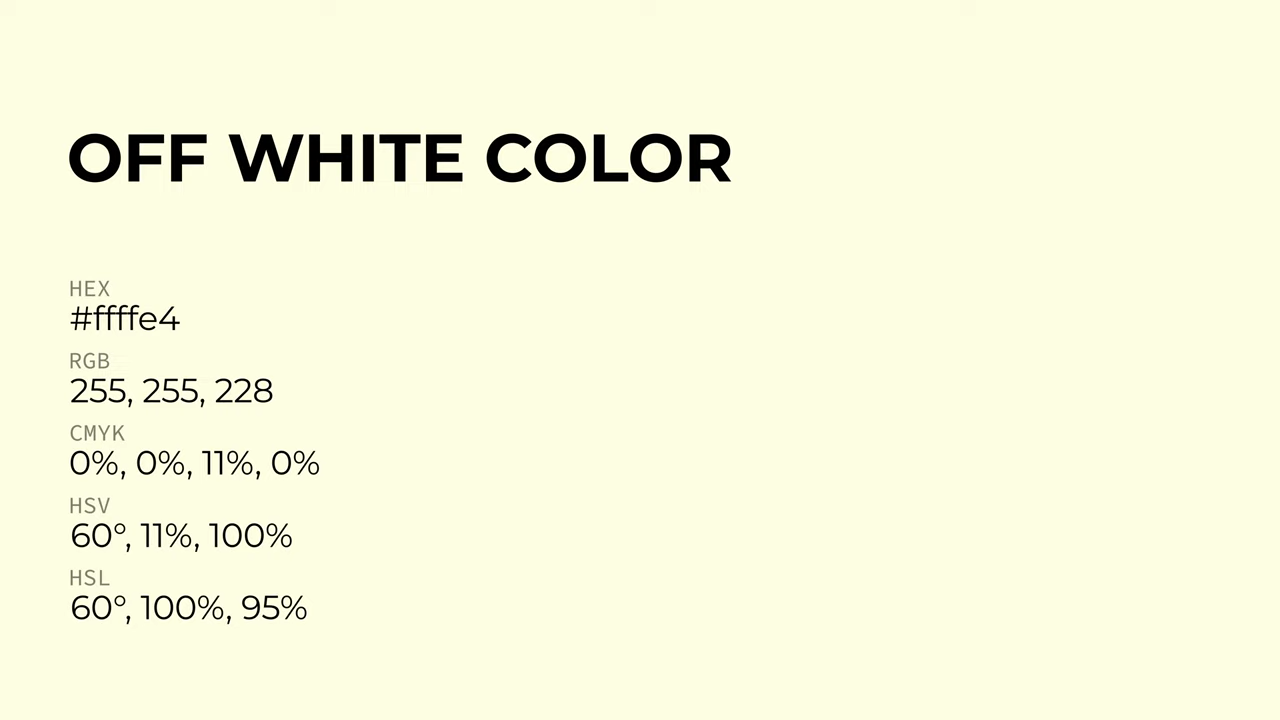 OFF WHITE COLOR
HEX
#ffffe4
RGB
255, 255, 228
CMYK
0%, 0%, 11%, 0%
HSV
60°, 11%, 100%
HSL
60°, 100%, 95%